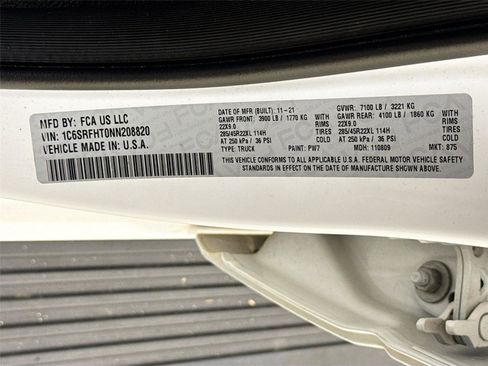 MFD BY: FCA US LLC
VIN: 1C6SRFHT0NN208820
VEHICLE MADE IN: U.S.A.
DATE OF MFR (BUILT): 11-21
GVWR: 7100 LB / 3221 KG
GAWR FRONT: 3900 LB / 1770 KG
GAWR REAR: 4100 LB / 1860 KG
WITH RIMS WITH RIMS
22X9.0 22X9.0
285/45R22XL 114H 285/45R22XL 114H
AT 250 kPa / 36 PSI AT 250 kPa / 36 PSI
TYPE: TRUCK PAINT: PW7 MDH: 110809 MKT: 875
THIS VEHICLE CONFORMS TO ALL APPLICABLE U.S.A. FEDERAL MOTOR VEHICLE SAFETY
STANDARDS IN EFFECT ON THE DATE OF MANUFACTURE SHOWN ABOVE.